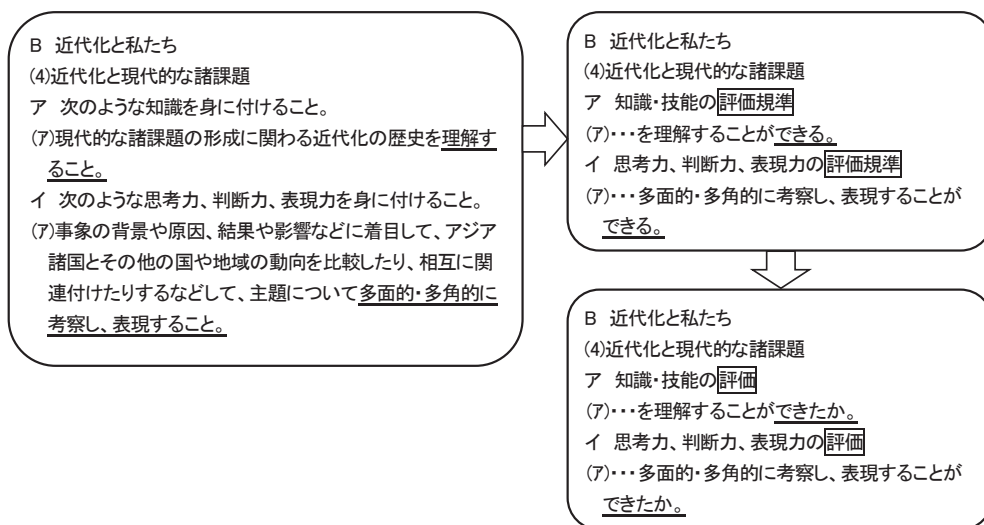 B 近代化と私たち
(4)近代化と現代的な諸課題
ア 次のような知識を身に付けること。
(ｱ)現代的な諸課題の形成に関わる近代化の歴史を理解す
ること。
イ 次のような思考力、判断力、表現力を身に付けること。
(ｱ)事象の背景や原因、結果や影響などに着目して、アジア
諸国とその他の国や地域の動向を比較したり、相互に関
連付けたりするなどして、主題について多面的・多角的に
考察し、表現すること。
B 近代化と私たち
(4)近代化と現代的な諸課題
ア 知識・技能の評価規準
(ｱ)・・・を理解することができる。
イ 思考力、判断力、表現力の評価規準
(ｱ)・・・多面的・多角的に考察し、表現することが
できる。
B 近代化と私たち
(4)近代化と現代的な諸課題
ア 知識・技能の評価
(ｱ)・・・を理解することができたか。
イ 思考力、判断力、表現力の評価
(ｱ)・・・多面的・多角的に考察し、表現することが
できたか。